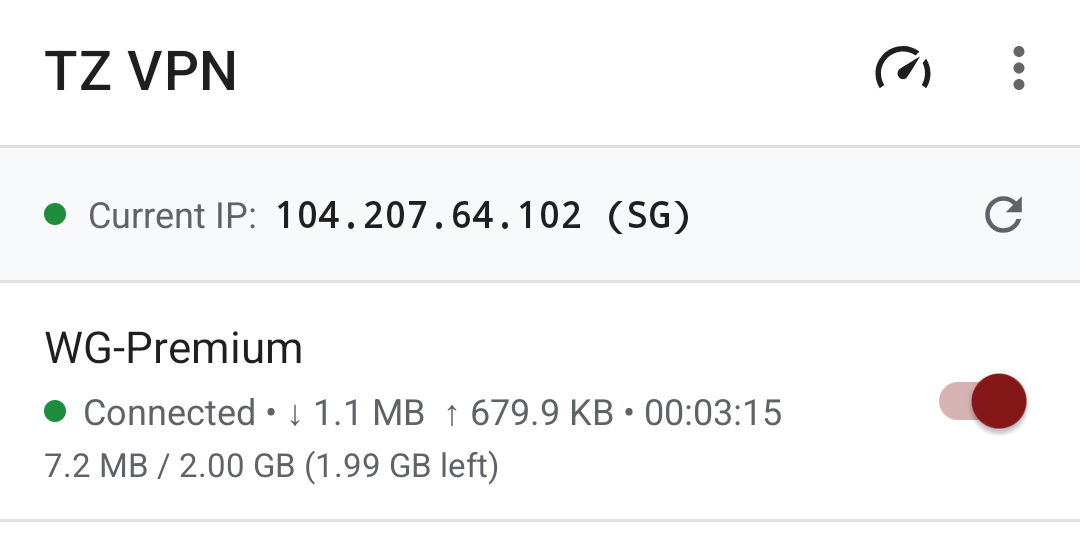 TZ VPN
Current IP: 104.207.64.102 (SG)
WG-Premium
Connected • ↓ 1.1 MB ↑ 679.9 KB • 00:03:15
7.2 MB / 2.00 GB (1.99 GB left)